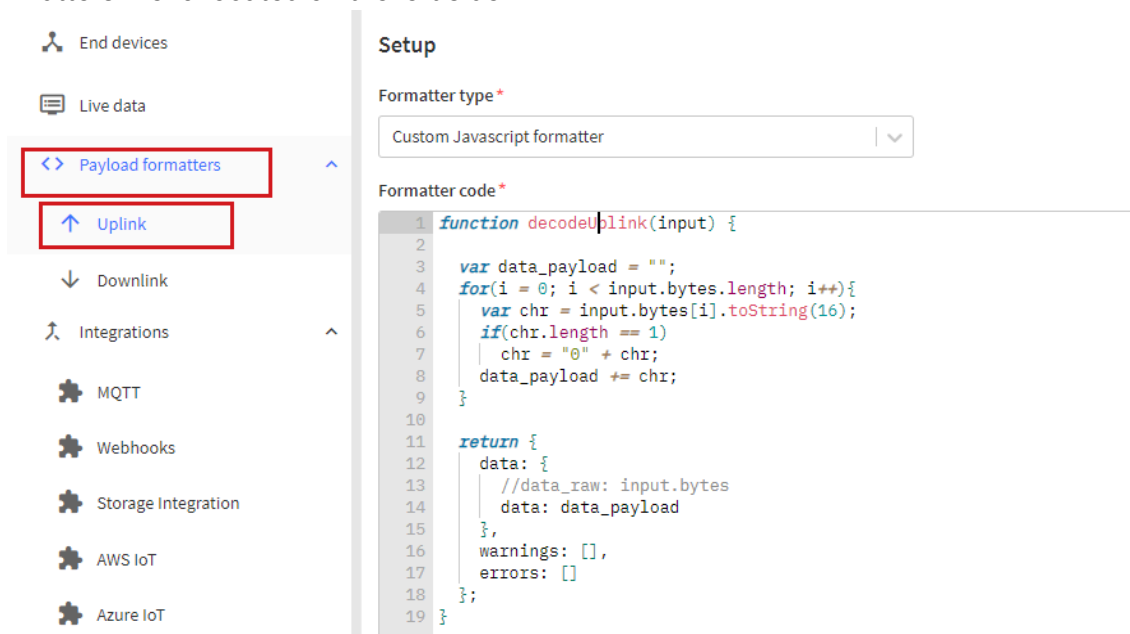 End devices
Live data
Payload formatters
Uplink
Downlink
Integrations
MQTT
Webhooks
Storage Integration
AWS IoT
Azure IoT
Setup
Formatter type*
Custom Javascript formatter
Formatter code*
1 function decodeUplink(input) {
2
3   var data_payload = "";
4   for(i = 0; i < input.bytes.length; i++){
5     var chr = input.bytes[i].toString(16);
6     if(chr.length == 1)
7       chr = "0" + chr;
8     data_payload += chr;
9   }
10
11   return {
12     data: {
13       //data_raw: input.bytes
14       data: data_payload
15     },
16     warnings: [],
17     errors: []
18   };
19 }